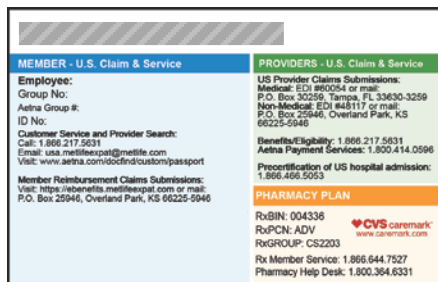 MEMBER - U.S. Claim & Service
Employee:
Group No:
Aetna Group #:
ID No:
Customer Service and Provider Search:
Call: 1.866.217.5631
Email: usa.metlifeexpat@metlife.com
Visit: www.aetna.com/docfind/custom/passport
Member Reimbursement Claims Submissions:
Visit: https://ebenefits.metlifeexpat.com or mail:
P.O. Box 25946, Overland Park, KS 66225-5946
PROVIDERS - U.S. Claim & Service
US Provider Claims Submissions:
Medical: EDI #60054 or mail:
P.O. Box 30259, Tampa, FL 33630-3259
Non-Medical: EDI #48117 or mail:
P.O. Box 25946, Overland Park, KS
66225-5946
Benefits/Eligibility: 1.866.217.5631
Aetna Payment Services: 1.800.414.0596
Precertification of US hospital admission:
1.866.466.5053
PHARMACY PLAN
RxBIN: 004336
RxPCN: ADV
RxGROUP: CS2203
CVS caremark
www.caremark.com
Rx Member Service: 1.866.644.7527
Pharmacy Help Desk: 1.800.364.6331